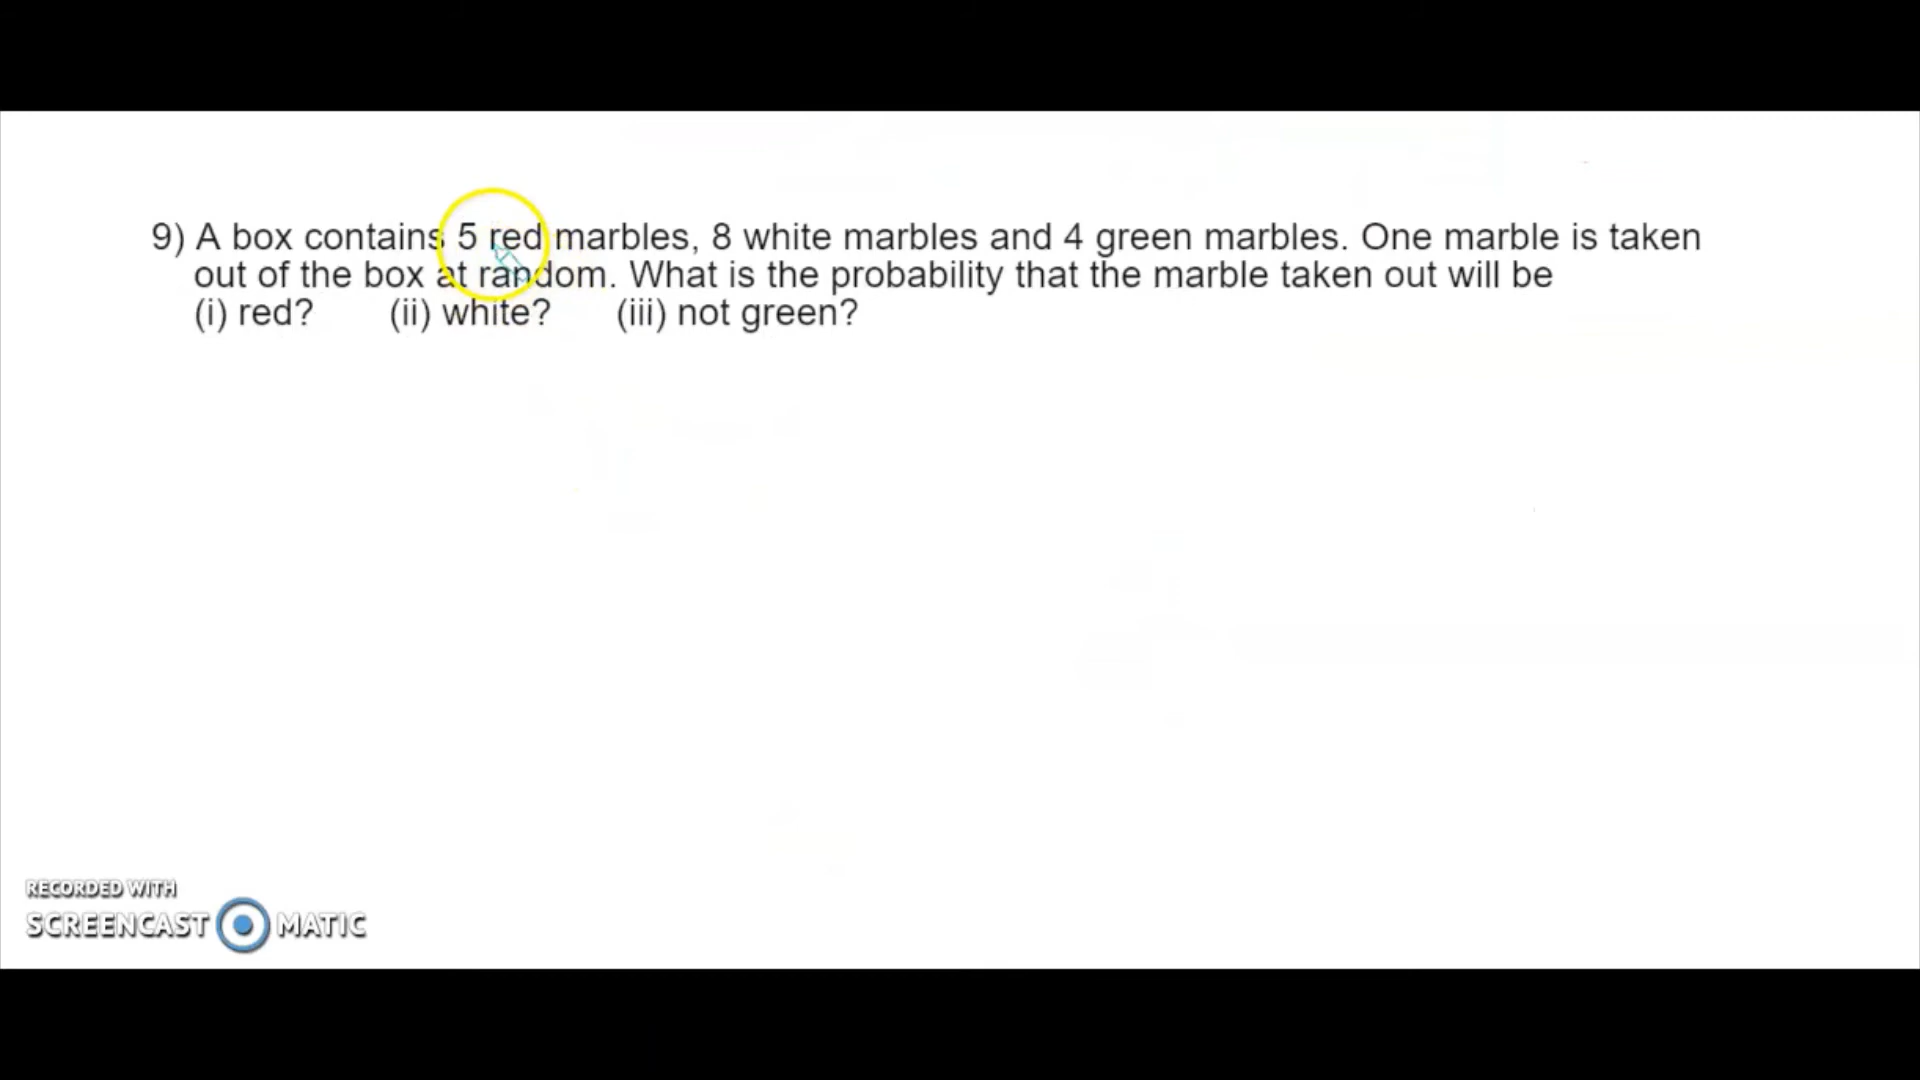 9) A box contains 5 red marbles, 8 white marbles and 4 green marbles. One marble is taken
out of the box at random. What is the probability that the marble taken out will be
(i) red? (ii) white? (iii) not green?
RECORDED WITH
SCREENCAST MATIC